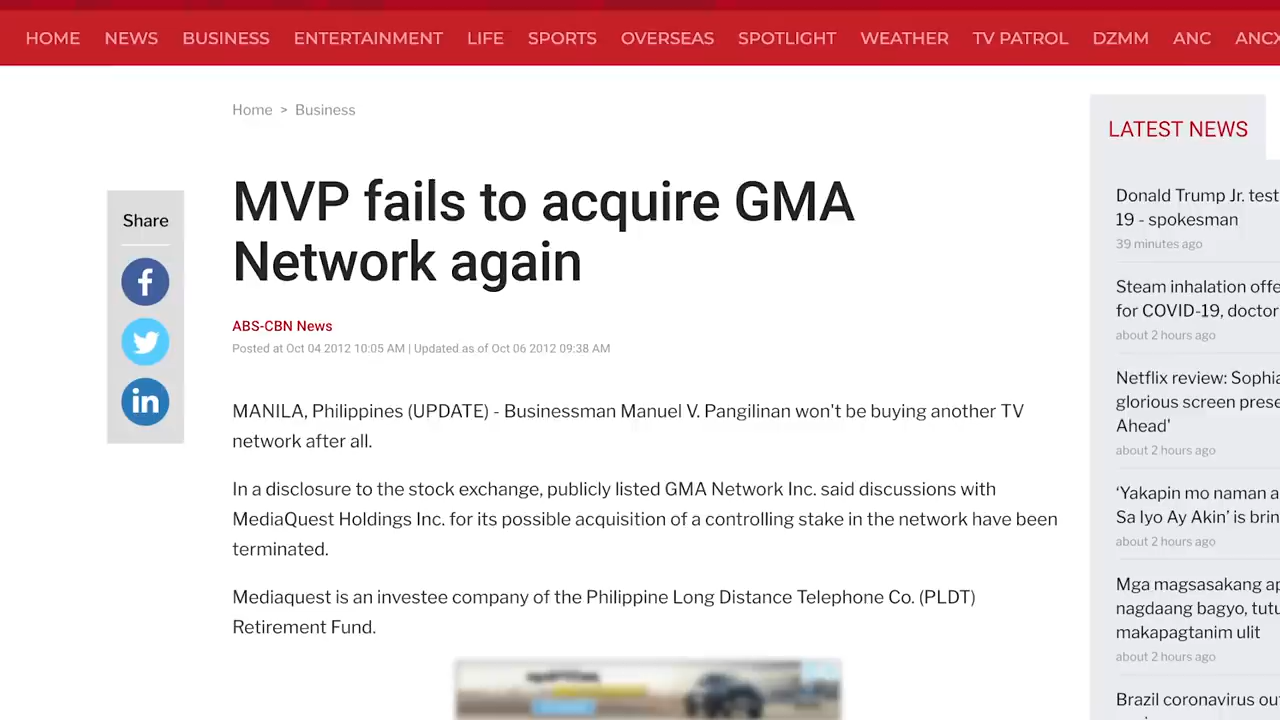 HOME NEWS BUSINESS ENTERTAINMENT LIFE SPORTS OVERSEAS SPOTLIGHT WEATHER TV PATROL DZMM ANC ANCX
Home > Business
MVP fails to acquire GMA
Network again
Share
ABS-CBN News
Posted at Oct 04 2012 10:05 AM | Updated as of Oct 06 2012 09:38 AM
MANILA, Philippines (UPDATE) - Businessman Manuel V. Pangilinan won't be buying another TV
network after all.
In a disclosure to the stock exchange, publicly listed GMA Network Inc. said discussions with
MediaQuest Holdings Inc. for its possible acquisition of a controlling stake in the network have been
terminated.
Mediaquest is an investee company of the Philippine Long Distance Telephone Co. (PLDT)
Retirement Fund.
LATEST NEWS
Donald Trump Jr. test
19 - spokesman
39 minutes ago
Steam inhalation offe
for COVID-19, doctor
about 2 hours ago
Netflix review: Sophia
glorious screen prese
Ahead'
about 2 hours ago
‘Yakapin mo naman a
Sa Iyo Ay Akin’ is brin
about 2 hours ago
Mga magsasakang ap
nagdaang bagyo, tutu
makapagtanim ulit
about 2 hours ago
Brazil coronavirus ou